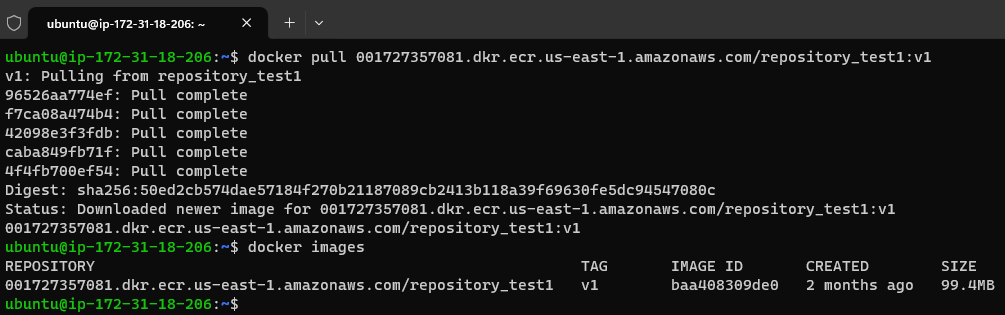 ubuntu@ip-172-31-18-206: ~
ubuntu@ip-172-31-18-206:~$ docker pull 001727357081.dkr.ecr.us-east-1.amazonaws.com/repository_test1:v1
v1: Pulling from repository_test1
96526aa774ef: Pull complete
f7ca08a474b4: Pull complete
42098e3f3fdb: Pull complete
caba849fb71f: Pull complete
4f4fb700ef54: Pull complete
Digest: sha256:50ed2cb574dae57184f270b21187089cb2413b118a39f69630fe5dc94547080c
Status: Downloaded newer image for 001727357081.dkr.ecr.us-east-1.amazonaws.com/repository_test1:v1
001727357081.dkr.ecr.us-east-1.amazonaws.com/repository_test1:v1
ubuntu@ip-172-31-18-206:~$ docker images
REPOSITORY TAG IMAGE ID CREATED SIZE
001727357081.dkr.ecr.us-east-1.amazonaws.com/repository_test1 v1 baa408309de0 2 months ago 99.4MB
ubuntu@ip-172-31-18-206:~$